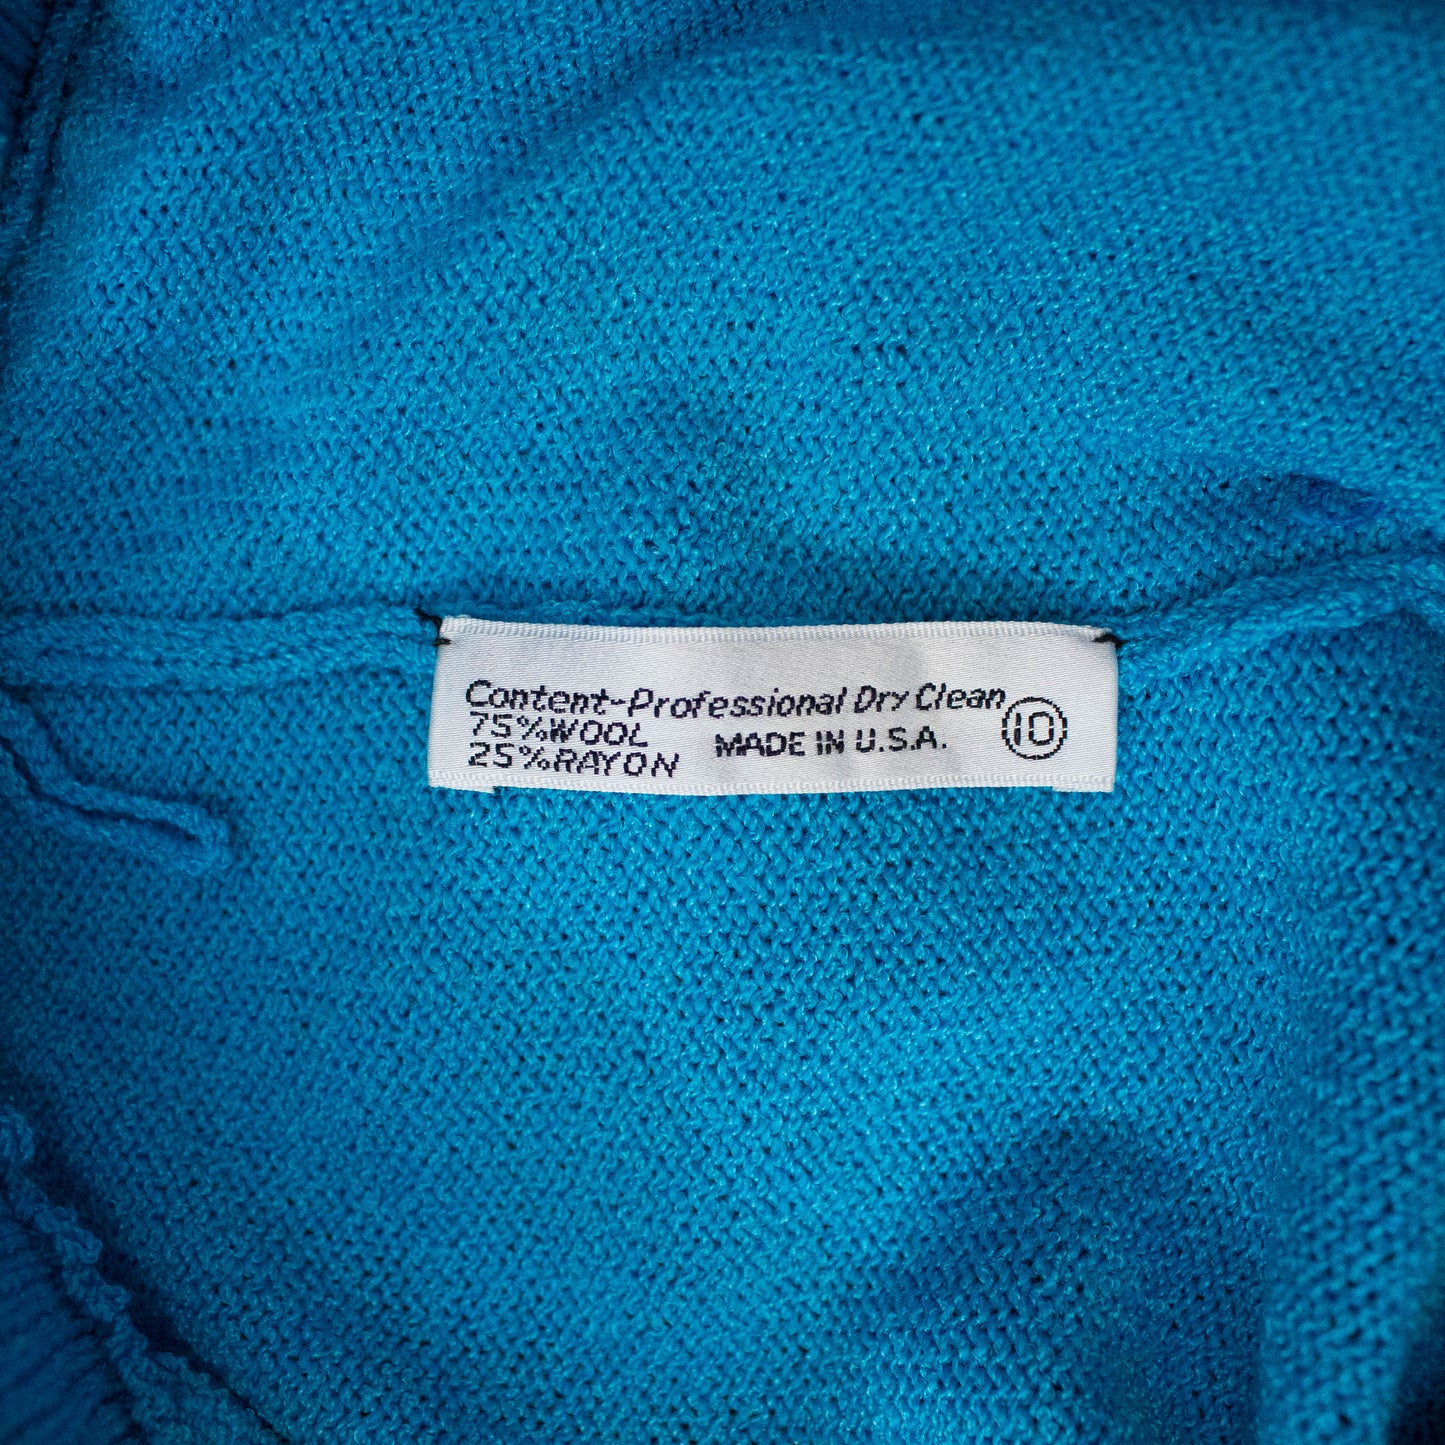 Content-Professional Dry Clean
75%WOOL
25%RAYON
MADE IN U.S.A.
10